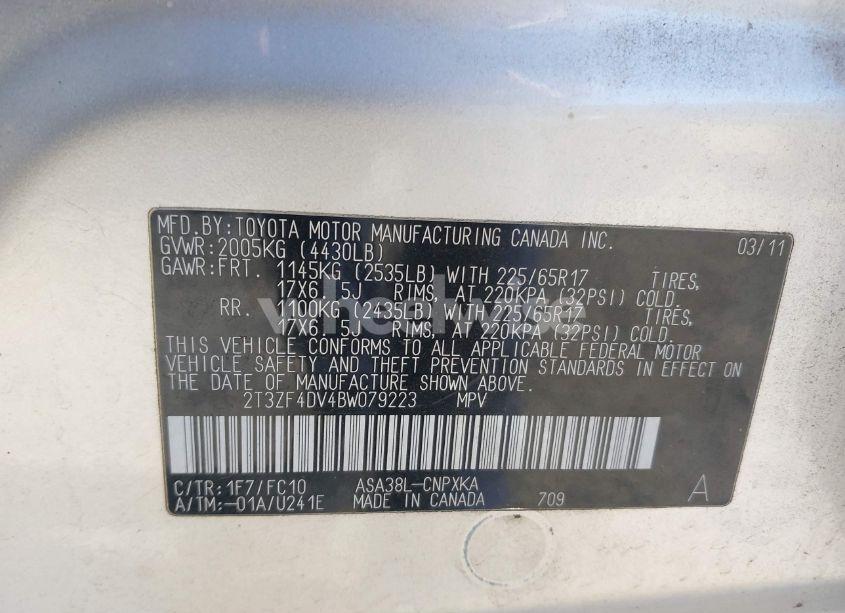 MFD.BY:TOYOTA MOTOR MANUFACTURING CANADA INC. 03/11
GVWR:2005KG (4430LB)
GAWR:FRT. 1145KG (2535LB) WITH 225/65R17 TIRES,
17X6.5J RIMS, AT 220KPA (32PSI) COLD.
RR. 1100KG (2435LB) WITH 225/65R17 TIRES,
17X6.5J RIMS, AT 220KPA (32PSI) COLD.
THIS VEHICLE CONFORMS TO ALL APPLICABLE FEDERAL MOTOR
VEHICLE SAFETY AND THEFT PREVENTION STANDARDS IN EFFECT ON
THE DATE OF MANUFACTURE SHOWN ABOVE.
2T3ZF4DV4BW079223 MPV
C/TR:1F7/FC10 ASA38L-CNPXKA A
A/TM:-01A/U241E MADE IN CANADA 709